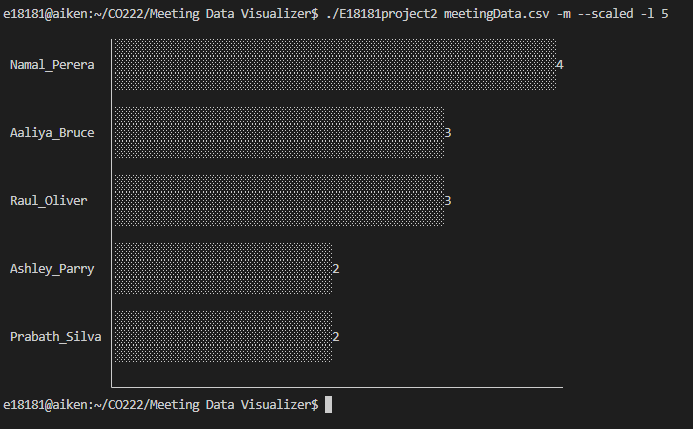 e18181@aiken:~/CO222/Meeting Data Visualizer$ ./E18181project2 meetingData.csv -m --scaled -l 5
Namal_Perera 4
Aaliya_Bruce 3
Raul_Oliver 3
Ashley_Parry 2
Prabath_Silva 2
e18181@aiken:~/CO222/Meeting Data Visualizer$